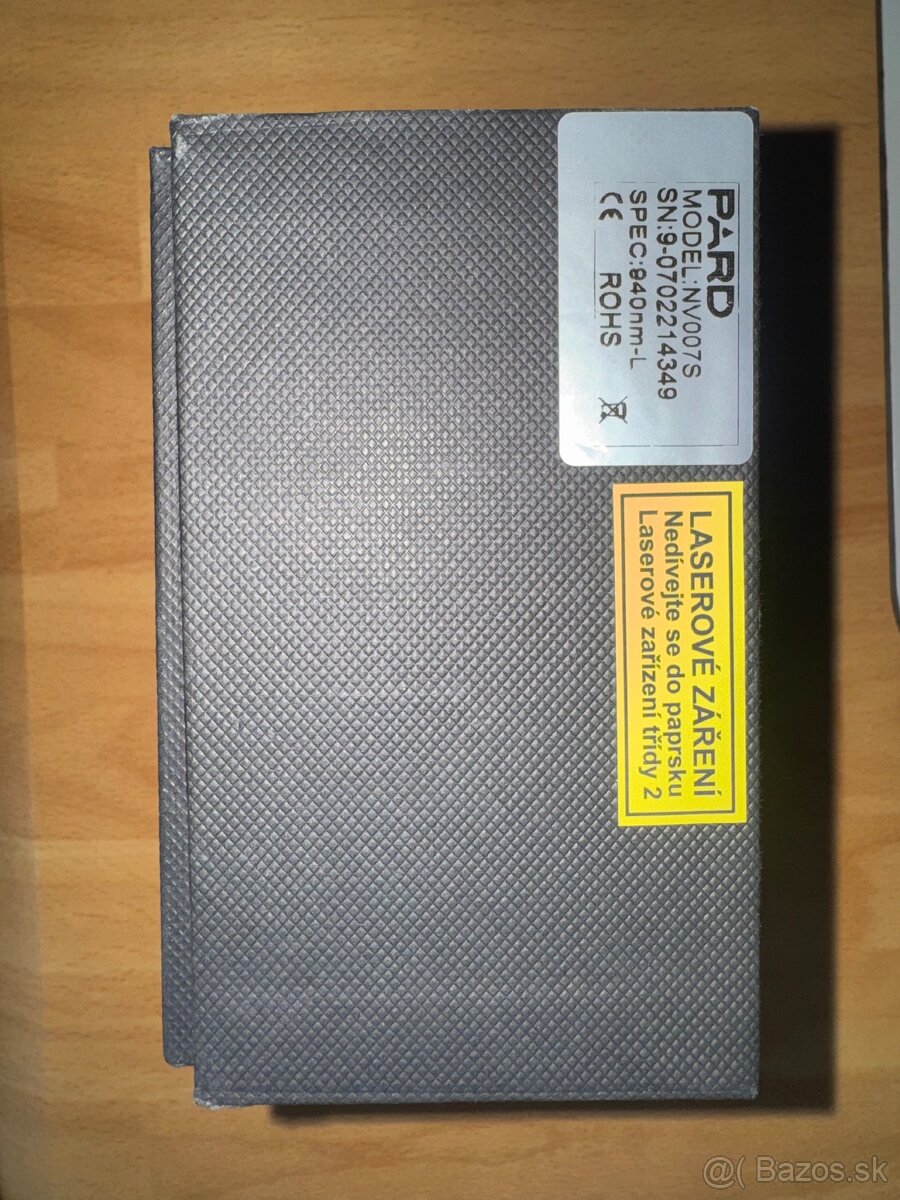 PARD
MODEL:NV007S
SN:9-0702214349
SPEC:940nm-L
CE ROHS
LASEROVÉ ZÁŘENÍ
Nedívejte se do paprsku
Laserové zařízení třídy 2
@( Bazos.sk